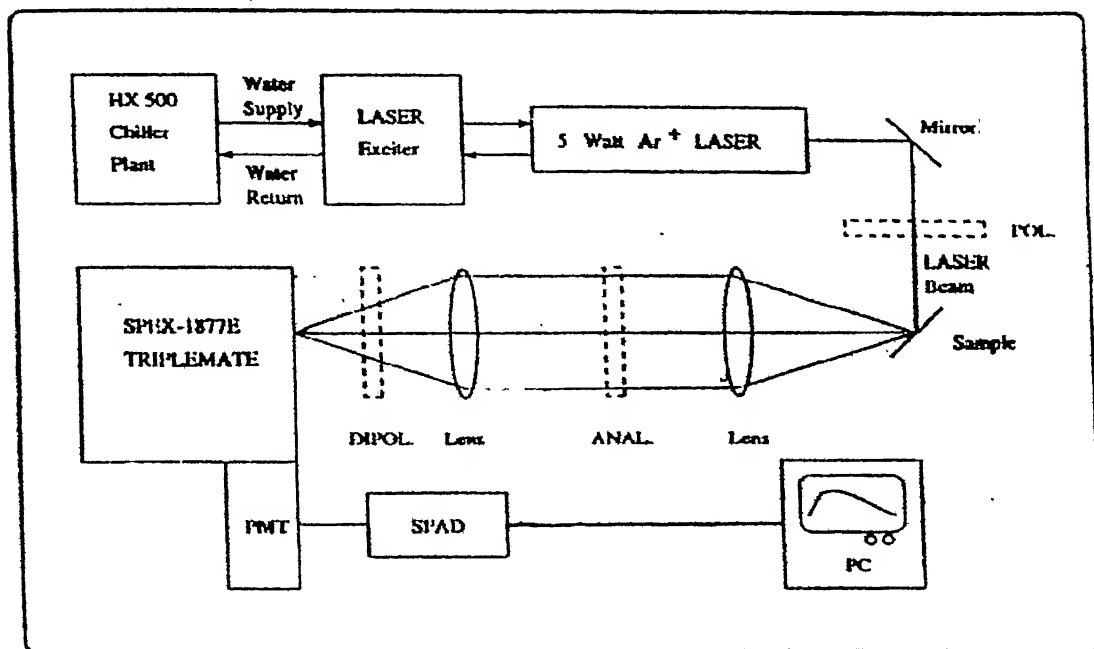 HX 500
Chiller
Plant
Water
Supply
Water
Return
LASER
Exciter
5 Watt Ar + LASER
Mirror
POL.
LASER
Beam
Sample
SPEX-1877E
TRIPLEMATE
DIPOL.
Lens
ANAL.
Lens
PMT
SPAD
PC